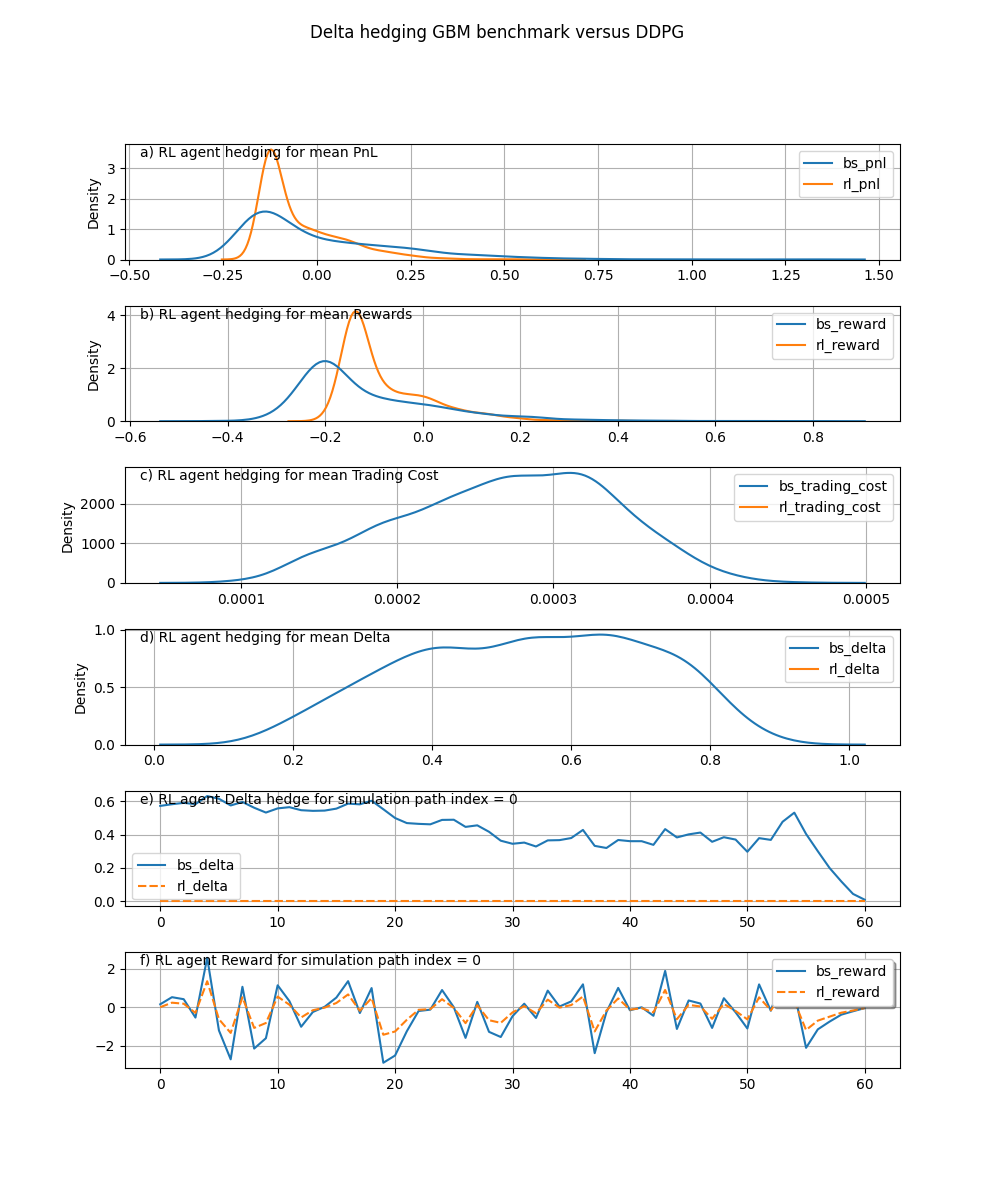 Delta hedging GBM benchmark versus DDPG
a) RL agent hedging for mean PnL
bs_pnl
rl_pnl
Density
3
2
1
0
−0.50 −0.25 0.00 0.25 0.50 0.75 1.00 1.25 1.50
b) RL agent hedging for mean Rewards
bs_reward
rl_reward
Density
4
2
0
−0.6 −0.4 −0.2 0.0 0.2 0.4 0.6 0.8
c) RL agent hedging for mean Trading Cost
bs_trading_cost
rl_trading_cost
Density
2000
1000
0
0.0001 0.0002 0.0003 0.0004 0.0005
d) RL agent hedging for mean Delta
bs_delta
rl_delta
Density
1.0
0.5
0.0
0.0 0.2 0.4 0.6 0.8 1.0
e) RL agent Delta hedge for simulation path index = 0
bs_delta
rl_delta
0.6
0.4
0.2
0.0
0 10 20 30 40 50 60
f) RL agent Reward for simulation path index = 0
bs_reward
rl_reward
2
0
−2
0 10 20 30 40 50 60